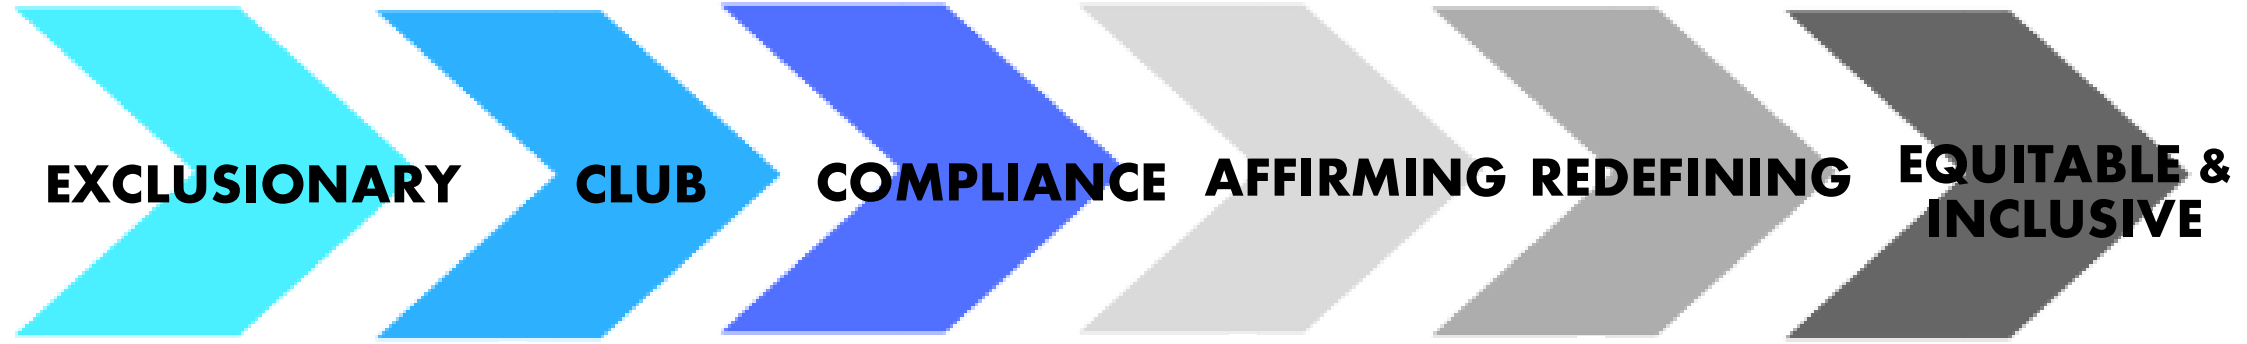 EXCLUSIONARY
CLUB
COMPLIANCE
AFFIRMING
REDEFINING
EQUITABLE &
INCLUSIVE